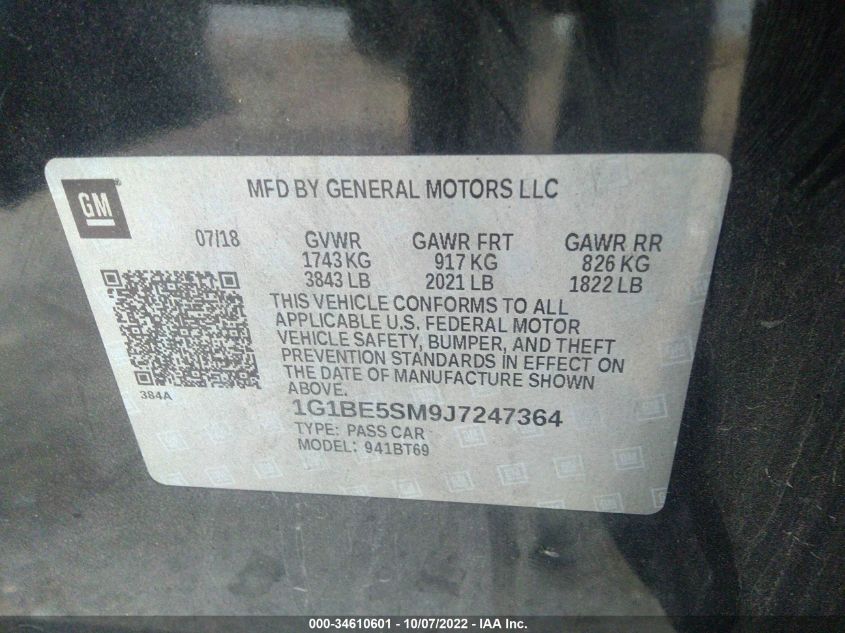 GM
MFD BY GENERAL MOTORS LLC
07/18 GVWR GAWR FRT GAWR RR
1743 KG 917 KG 826 KG
3843 LB 2021 LB 1822 LB
THIS VEHICLE CONFORMS TO ALL
APPLICABLE U.S. FEDERAL MOTOR
VEHICLE SAFETY, BUMPER, AND THEFT
PREVENTION STANDARDS IN EFFECT ON
THE DATE OF MANUFACTURE SHOWN
ABOVE.
384A
1G1BE5SM9J7247364
TYPE: PASS CAR
MODEL: 941BT69
000-34610601 - 10/07/2022 - IAA Inc.